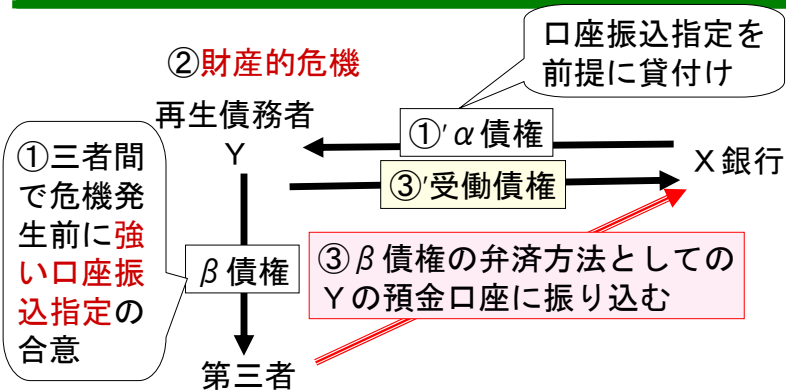 口座振込指定を
前提に貸付け
②財産的危機
再生債務者
Y
①′α債権
X銀行
③′受働債権
①三者間
で危機発
生前に強
い口座振
込指定の
合意
β債権
③β債権の弁済方法としての
Yの預金口座に振り込む
第三者